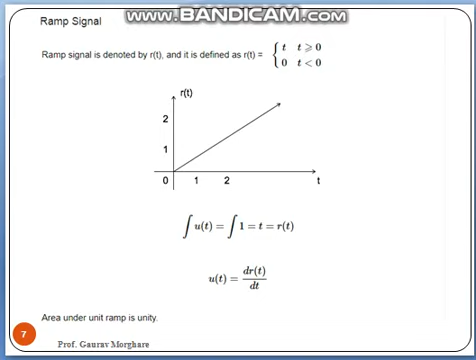 WWW.BANDICAM.COM
Ramp Signal
Ramp signal is denoted by r(t), and it is defined as r(t) = { t t ⩾ 0
0 t < 0
r(t)
2
1
0 1 2 t
∫ u(t) = ∫ 1 = t = r(t)
u(t) = dr(t)/dt
Area under unit ramp is unity.
7
Prof. Gaurav Morghare